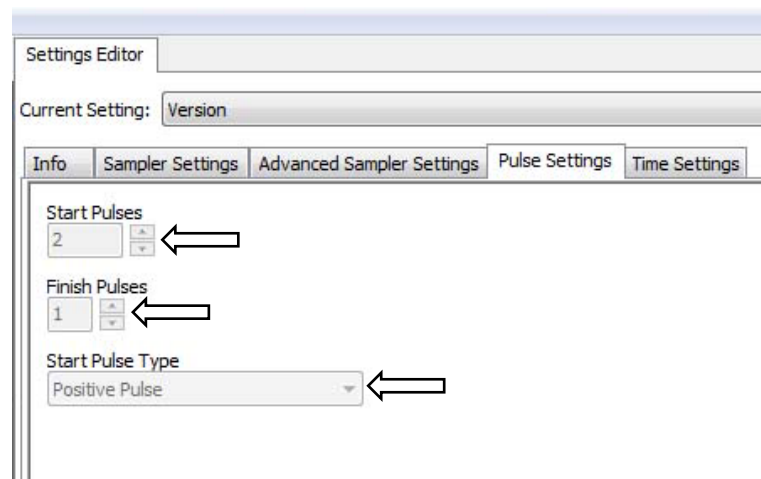 Settings Editor
Current Setting: Version
Info Sampler Settings Advanced Sampler Settings Pulse Settings Time Settings
Start Pulses
2
Finish Pulses
1
Start Pulse Type
Positive Pulse